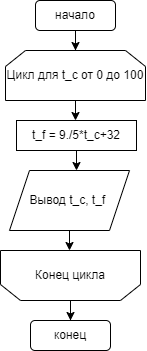 начало
Цикл для t_c от 0 до 100
t_f = 9./5*t_c+32
Вывод t_c, t_f
Конец цикла
конец